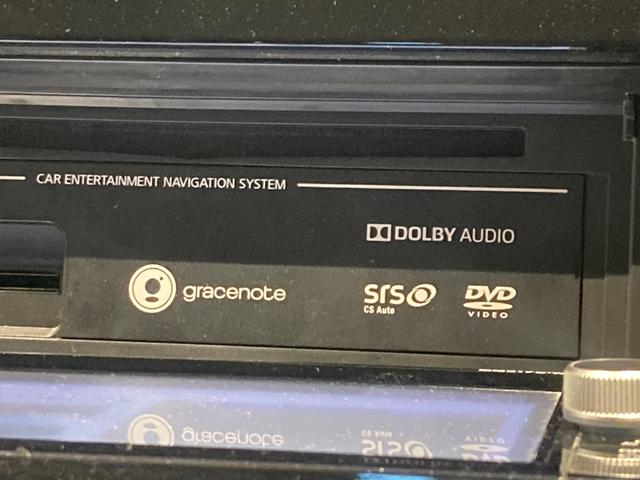 CAR ENTERTAINMENT NAVIGATION SYSTEM
DOLBY AUDIO
gracenote
SRS
CS Auto
DVD
VIDEO